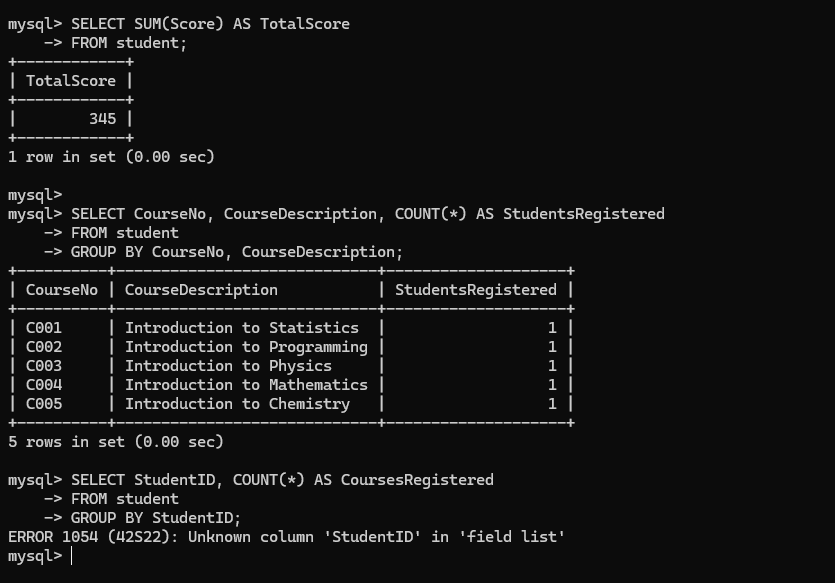 mysql> SELECT SUM(Score) AS TotalScore
    -> FROM student;
+------------+
| TotalScore |
+------------+
|        345 |
+------------+
1 row in set (0.00 sec)

mysql>
mysql> SELECT CourseNo, CourseDescription, COUNT(*) AS StudentsRegistered
    -> FROM student
    -> GROUP BY CourseNo, CourseDescription;
+----------+-----------------------------+--------------------+
| CourseNo | CourseDescription           | StudentsRegistered |
+----------+-----------------------------+--------------------+
| C001     | Introduction to Statistics  |                  1 |
| C002     | Introduction to Programming |                  1 |
| C003     | Introduction to Physics     |                  1 |
| C004     | Introduction to Mathematics |                  1 |
| C005     | Introduction to Chemistry   |                  1 |
+----------+-----------------------------+--------------------+
5 rows in set (0.00 sec)

mysql> SELECT StudentID, COUNT(*) AS CoursesRegistered
    -> FROM student
    -> GROUP BY StudentID;
ERROR 1054 (42S22): Unknown column 'StudentID' in 'field list'
mysql>